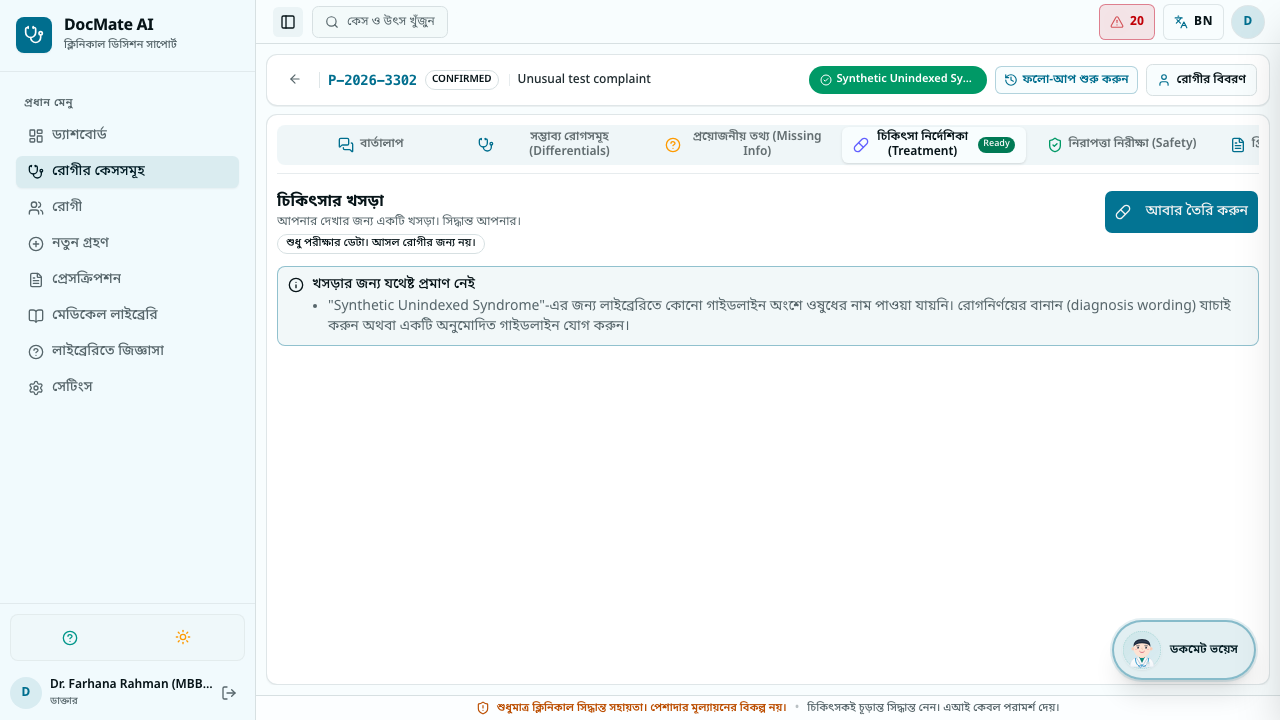 DocMate AI
ক্লিনিকাল ডিসিশন সাপোর্ট
প্রধান মেনু
ড্যাশবোর্ড
রোগীর কেসসমূহ
রোগী
নতুন গ্রহণ
প্রেসক্রিপশন
মেডিকেল লাইব্রেরি
লাইব্রেরিতে জিজ্ঞাসা
সেটিংস
D
Dr. Farhana Rahman (MBB...
ডাক্তার
কেস ও উৎস খুঁজুন
20
BN
D
P-2026-3302
CONFIRMED
Unusual test complaint
Synthetic Unindexed Sy...
ফলো-আপ শুরু করুন
রোগীর বিবরণ
বার্তালাপ
সম্ভাব্য রোগসমূহ
(Differentials)
প্রয়োজনীয় তথ্য (Missing
Info)
চিকিৎসা নির্দেশিকা
(Treatment)
Ready
নিরাপত্তা নিরীক্ষা (Safety)
চিকিৎসার খসড়া
আপনার দেখার জন্য একটি খসড়া। সিদ্ধান্ত আপনার।
শুধু পরীক্ষার ডেটা। আসল রোগীর জন্য নয়।
আবার তৈরি করুন
খসড়ার জন্য যথেষ্ট প্রমাণ নেই
• "Synthetic Unindexed Syndrome"-এর জন্য লাইব্রেরিতে কোনো গাইডলাইন অংশে ওষুধের নাম পাওয়া যায়নি। রোগনির্ণয়ের বানান (diagnosis wording) যাচাই
করুন অথবা একটি অনুমোদিত গাইডলাইন যোগ করুন।
ডকমেট ভয়েস
শুধুমাত্র ক্লিনিকাল সিদ্ধান্ত সহায়তা। পেশাদার মূল্যায়নের বিকল্প নয়। • চিকিৎসকই চূড়ান্ত সিদ্ধান্ত নেন। এআই কেবল পরামর্শ দেয়।